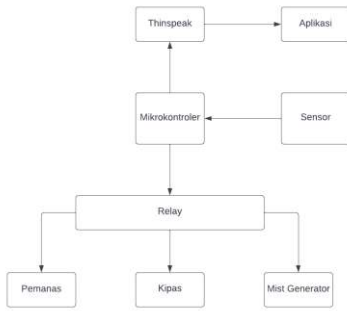 Thinspeak
Aplikasi
Mikrokontroler
Sensor
Relay
Pemanas
Kipas
Mist Generator